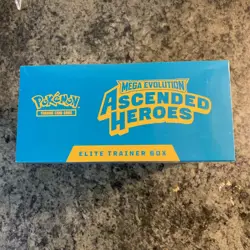 POKÉMON
TRADING CARD GAME
MEGA EVOLUTION
ASCENDED
HEROES
ELITE TRAINER BOX